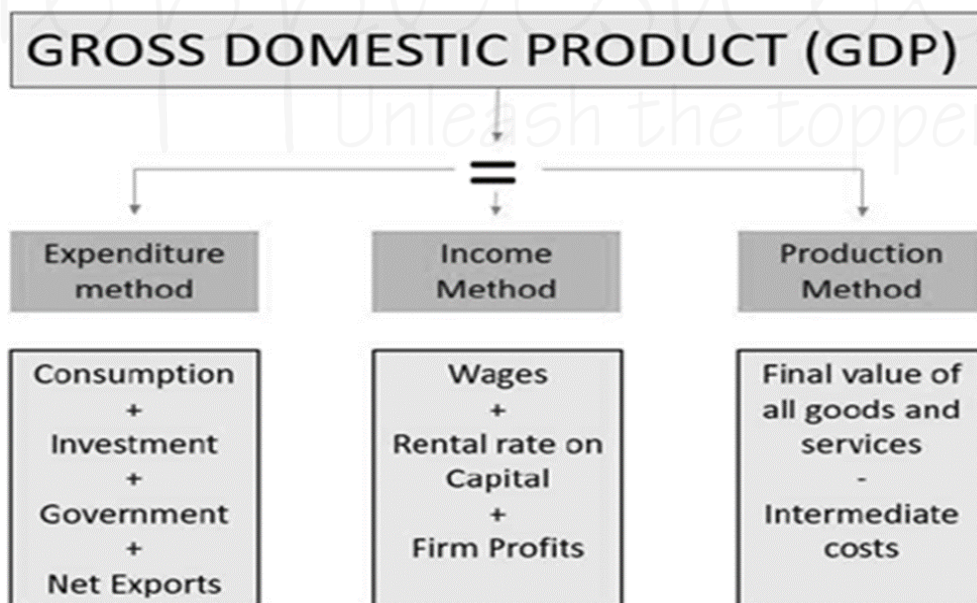 GROSS DOMESTIC PRODUCT (GDP)
Unleash the topper
=
Expenditure
method
Consumption
+
Investment
+
Government
+
Net Exports
Income
Method
Wages
+
Rental rate on
Capital
+
Firm Profits
Production
Method
Final value of
all goods and
services
-
Intermediate
costs